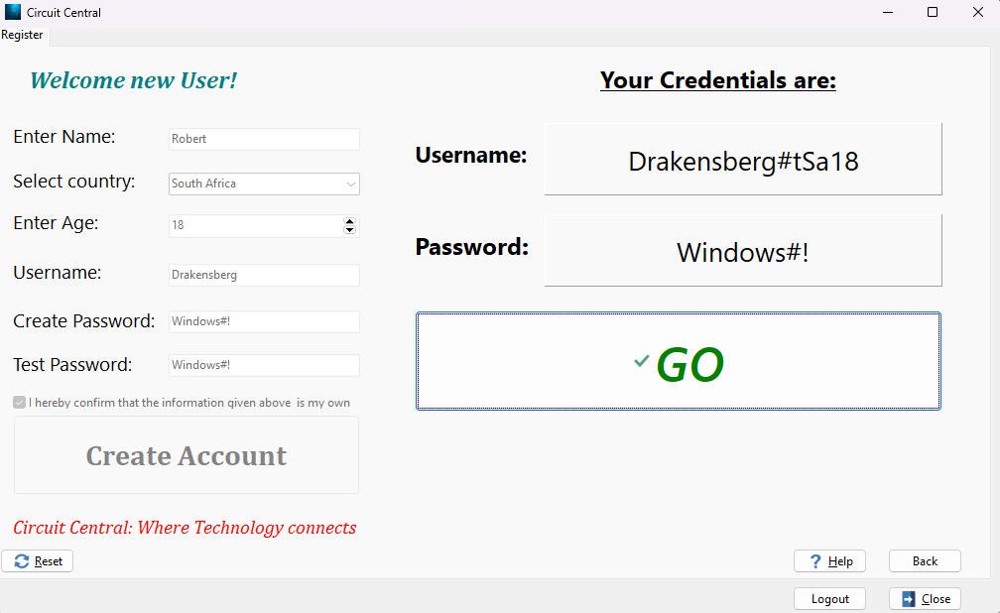 Circuit Central
Register
Welcome new User!
Enter Name:
Robert
Select country:
South Africa
Enter Age:
18
Username:
Drakensberg
Create Password:
Windows#!
Test Password:
Windows#!
I hereby confirm that the information given above  is my own
Create Account
Circuit Central: Where Technology connects
Reset
Your Credentials are:
Username:
Drakensberg#tSa18
Password:
Windows#!
GO
Help
Back
Logout
Close